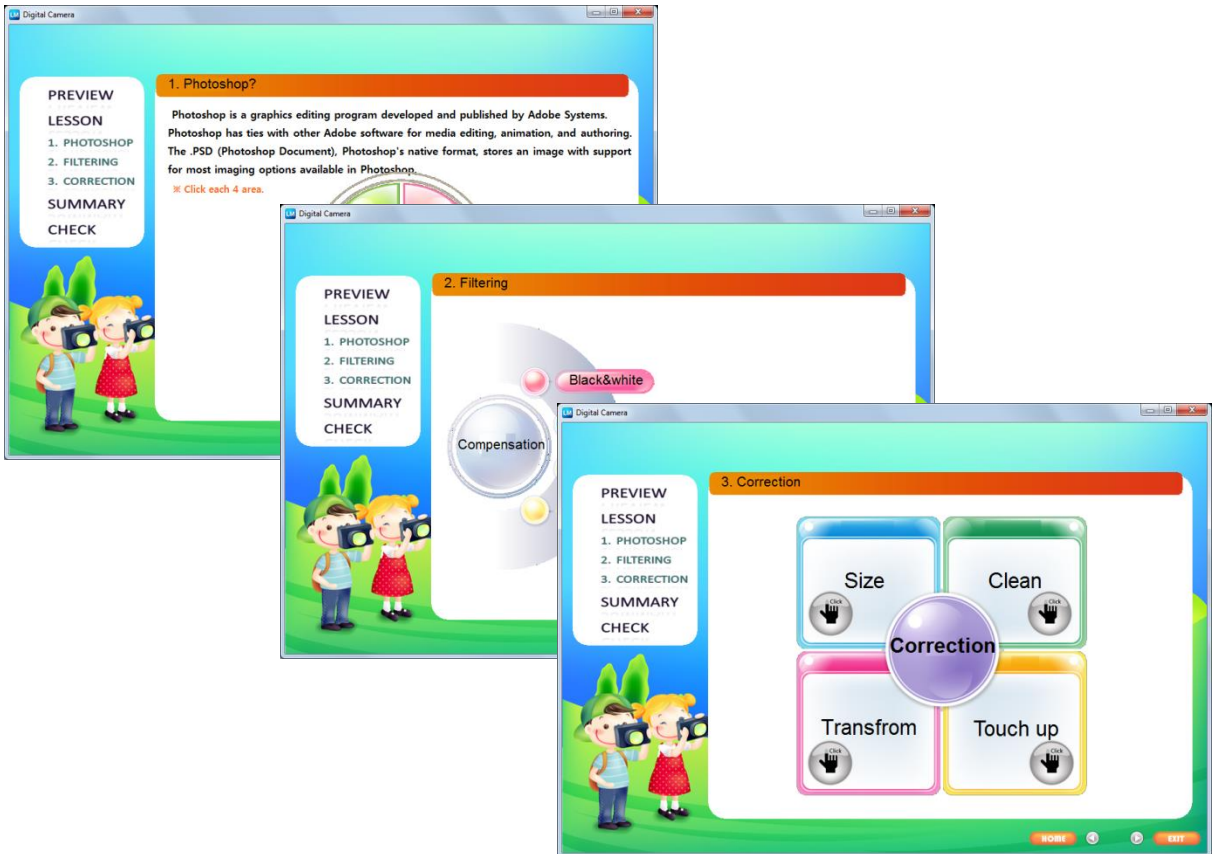 Digital Camera
PREVIEW
LESSON
1. PHOTOSHOP
2. FILTERING
3. CORRECTION
SUMMARY
CHECK
1. Photoshop?
Photoshop is a graphics editing program developed and published by Adobe Systems.
Photoshop has ties with other Adobe software for media editing, animation, and authoring.
The .PSD (Photoshop Document), Photoshop's native format, stores an image with support
for most imaging options available in Photoshop.
※ Click each 4 area.
Digital Camera
PREVIEW
LESSON
1. PHOTOSHOP
2. FILTERING
3. CORRECTION
SUMMARY
CHECK
2. Filtering
Black&white
Compensation
Digital Camera
PREVIEW
LESSON
1. PHOTOSHOP
2. FILTERING
3. CORRECTION
SUMMARY
CHECK
3. Correction
Size
Click
Clean
Click
Correction
Transfrom
Click
Touch up
Click
HOME
EXIT